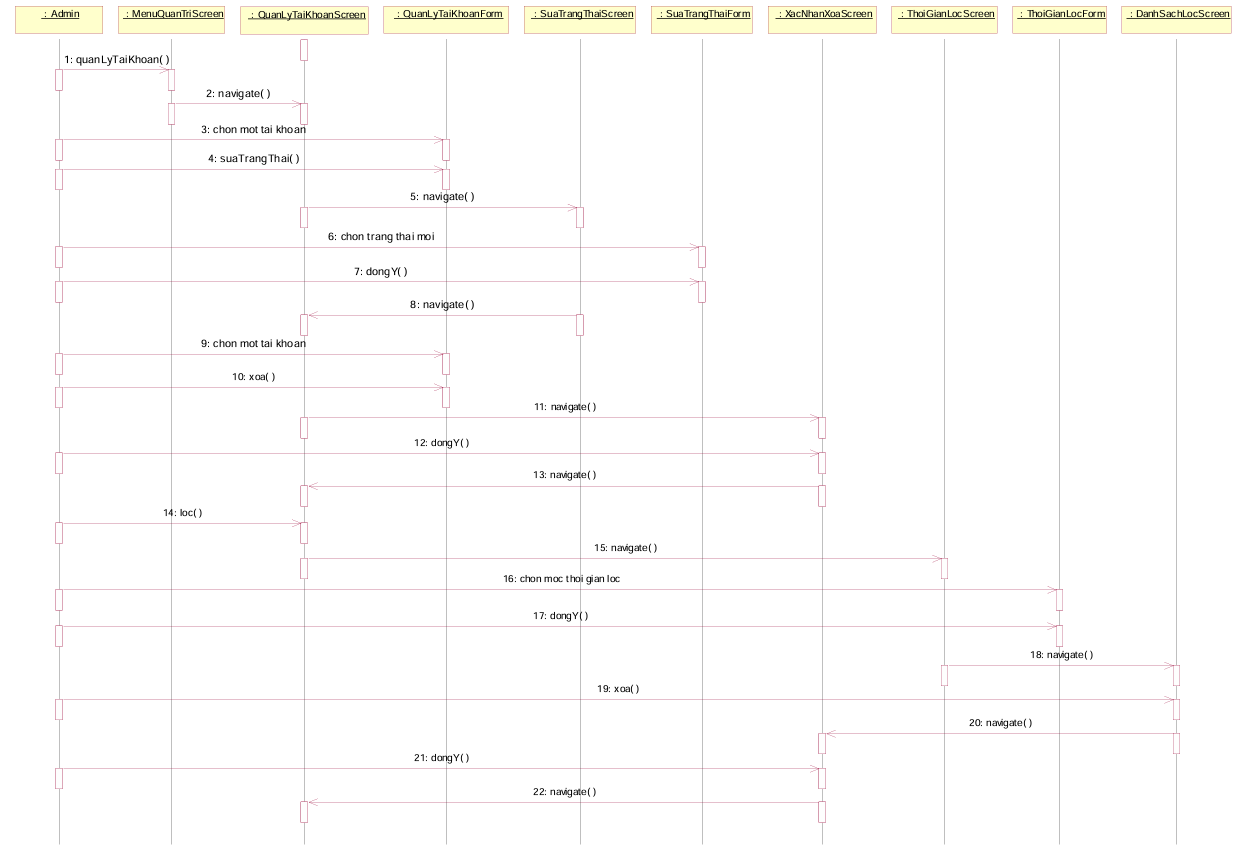 : Admin
: MenuQuanTriScreen
: QuanLyTaiKhoanScreen
: QuanLyTaiKhoanForm
: SuaTrangThaiScreen
: SuaTrangThaiForm
: XacNhanXoaScreen
: ThoiGianLocScreen
: ThoiGianLocForm
: DanhSachLocScreen
1: quanLyTaiKhoan( )
2: navigate( )
3: chon mot tai khoan
4: suaTrangThai( )
5: navigate( )
6: chon trang thai moi
7: dongY( )
8: navigate( )
9: chon mot tai khoan
10: xoa( )
11: navigate( )
12: dongY( )
13: navigate( )
14: loc( )
15: navigate( )
16: chon moc thoi gian loc
17: dongY( )
18: navigate( )
19: xoa( )
20: navigate( )
21: dongY( )
22: navigate( )